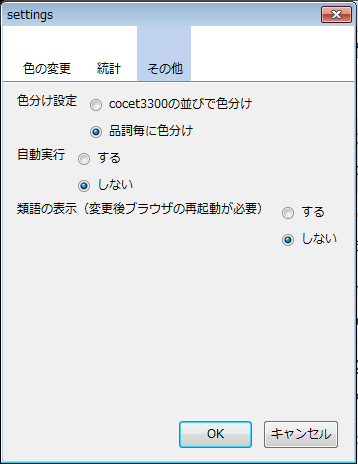 settings
色の変更 統計 その他
色分け設定 cocet3300の並びで色分け
品詞毎に色分け
自動実行 する
しない
類語の表示（変更後ブラウザの再起動が必要） する
しない
OK キャンセル